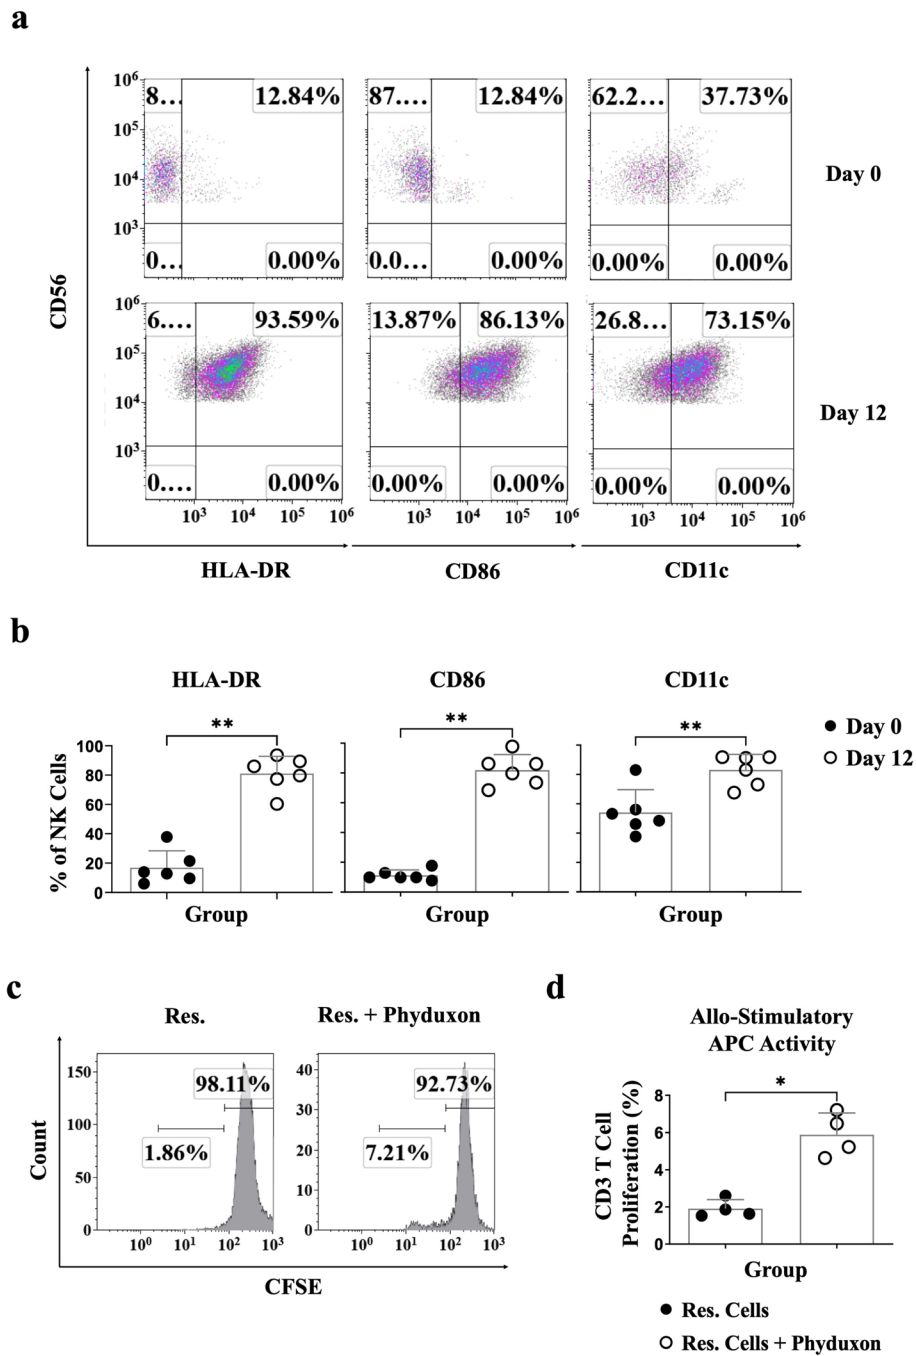 a
10⁶
8... 12.84% 87.... 12.84% 62.2... 37.73%
10⁵
10⁴
Day 0
10³
0... 0.00% 0.0... 0.00% 0.00% 0.00%
CD56
10⁶
6.... 93.59% 13.87% 86.13% 26.8... 73.15%
10⁵
10⁴
Day 12
10³
0.... 0.00% 0.00% 0.00% 0.00% 0.00%
10³ 10⁴ 10⁵ 10⁶ 10³ 10⁴ 10⁵ 10⁶ 10³ 10⁴ 10⁵ 10⁶
HLA-DR CD86 CD11c
b
HLA-DR CD86 CD11c
** ** **
Day 0
Day 12
% of NK Cells
100
80
60
40
20
0
Group Group Group
c
Res. Res. + Phyduxon
Count
150
100
50
0
98.11%
1.86%
40
30
20
10
0
92.73%
7.21%
10⁰ 10¹ 10² 10³ 10⁰ 10¹ 10² 10³
CFSE
d
Allo-Stimulatory
APC Activity
*
CD3 T Cell
Proliferation (%)
8
6
4
2
0
Group
Res. Cells
Res. Cells + Phyduxon